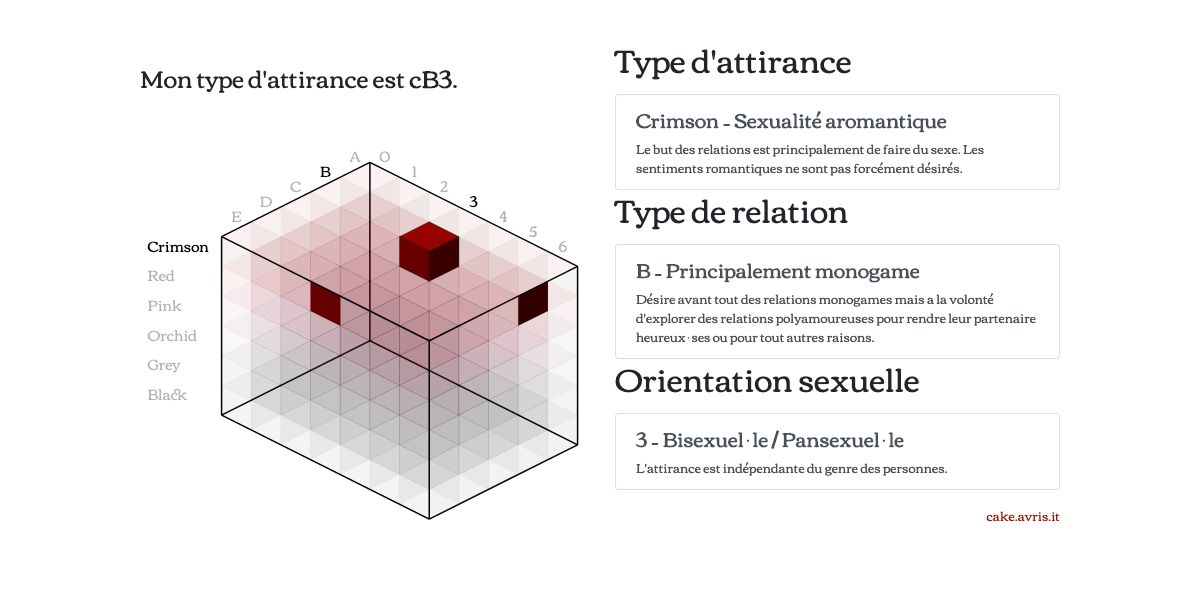 Mon type d'attirance est cB3.
A O
B 1
C 2
D 3
E 4
5
6
Crimson
Red
Pink
Orchid
Grey
Black
Type d'attirance
Crimson - Sexualité aromantique
Le but des relations est principalement de faire du sexe. Les
sentiments romantiques ne sont pas forcément désirés.
Type de relation
B - Principalement monogame
Désire avant tout des relations monogames mais a la volonté
d'explorer des relations polyamoureuses pour rendre leur partenaire
heureux·ses ou pour tout autres raisons.
Orientation sexuelle
3 - Bisexuel·le / Pansexuel·le
L'attirance est indépendante du genre des personnes.
cake.avris.it